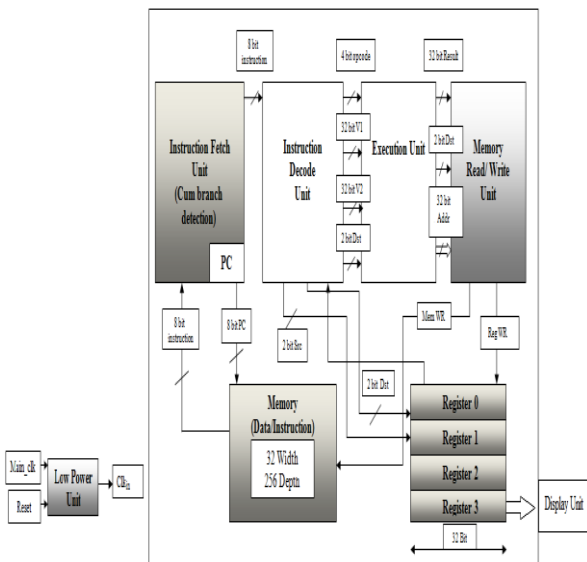 8 bit
instruction
4 bit opcode
32 bit Result
Instruction Fetch
Unit
(Cum branch
detection)
PC
Instruction
Decode
Unit
32 bit V1
32 bit V2
2 bit Dst
Execution Unit
2 bit Dst
32 bit
Addr
Memory
Read/ Write
Unit
8 bit
instruction
8 bit PC
2 bit Src
2 bit Dst
Mem WR
Reg WR
Memory
(Data/Instruction)
32 Width
256 Deptn
Register 0
Register 1
Register 2
Register 3
32 Bit
Display Unit
Main_clk
Reset
Low Power
Unit
Clk_in